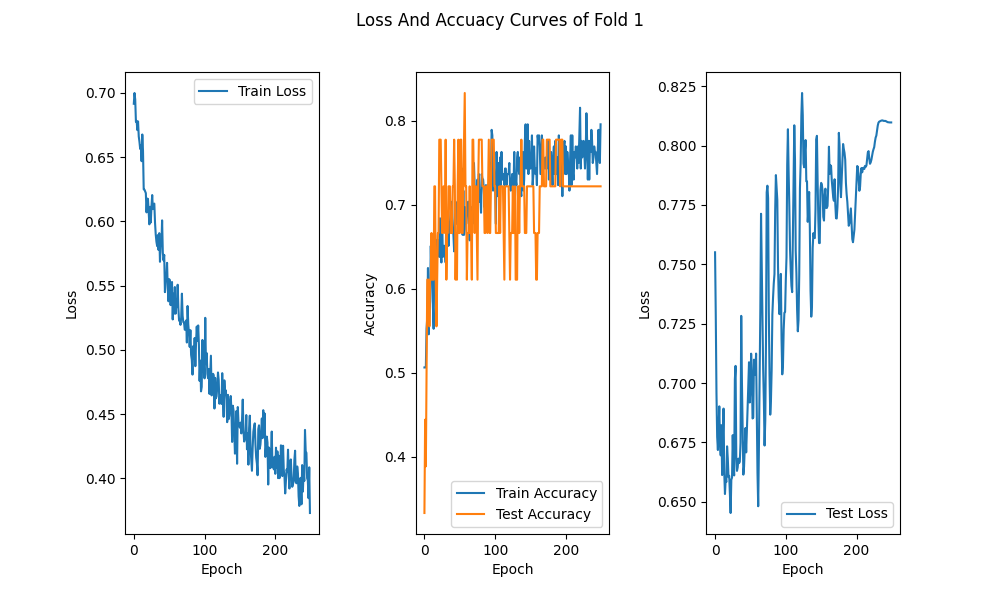 Loss And Accuacy Curves of Fold 1
0.70
0.65
0.60
0.55
0.50
0.45
0.40
Loss
Train Loss
0 100 200
Epoch
0.8
0.7
0.6
0.5
0.4
Accuracy
Train Accuracy
Test Accuracy
0 100 200
Epoch
0.825
0.800
0.775
0.750
0.725
0.700
0.675
0.650
Loss
Test Loss
0 100 200
Epoch